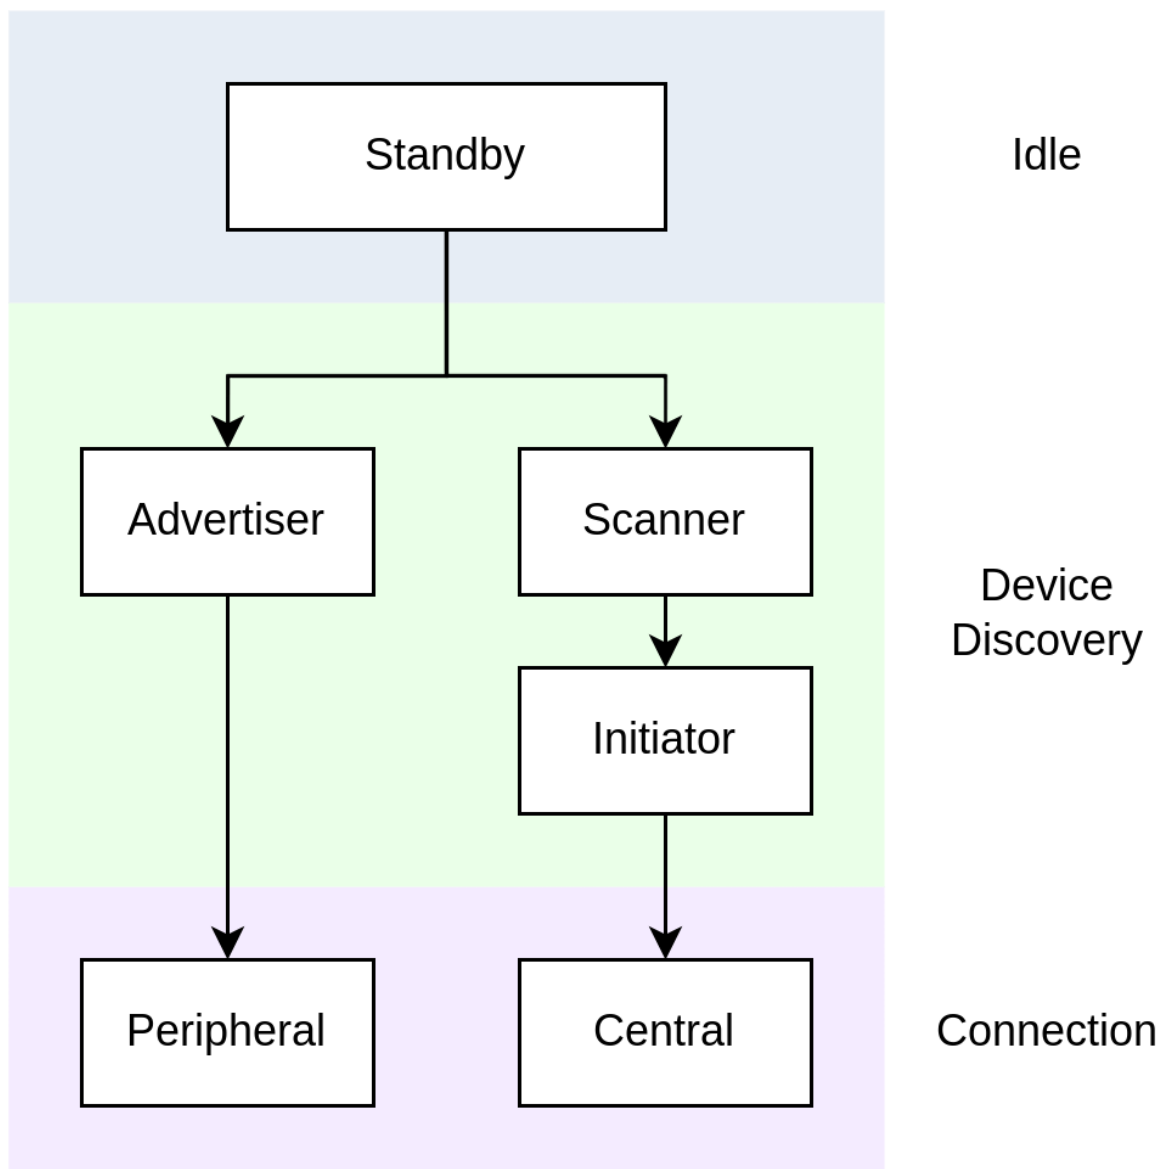 Standby
Idle
Advertiser
Scanner
Device
Discovery
Initiator
Peripheral
Central
Connection